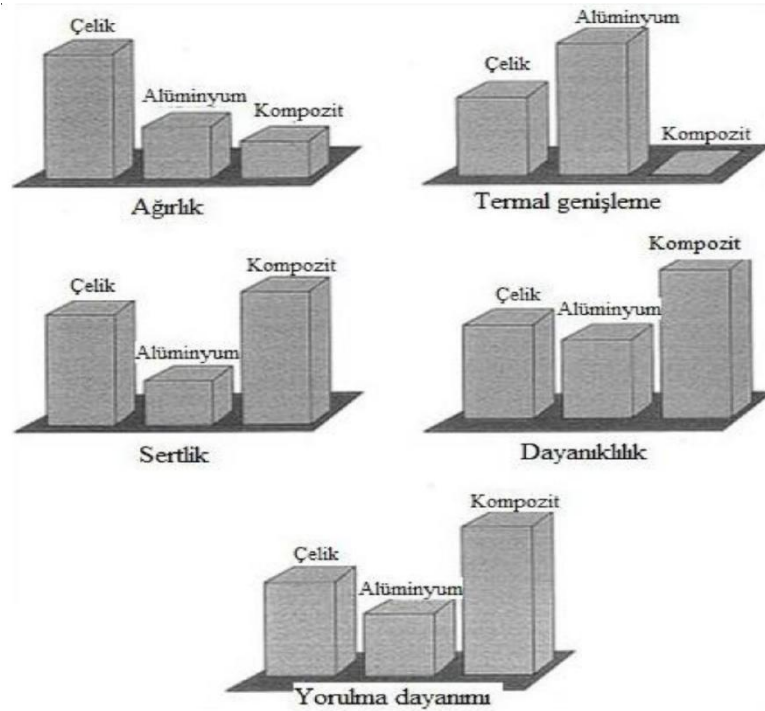 Çelik
Alüminyum
Kompozit
Ağırlık
Alüminyum
Çelik
Kompozit
Termal genişleme
Kompozit
Çelik
Alüminyum
Sertlik
Kompozit
Çelik
Alüminyum
Dayanıklılık
Kompozit
Çelik
Alüminyum
Yorulma dayanımı